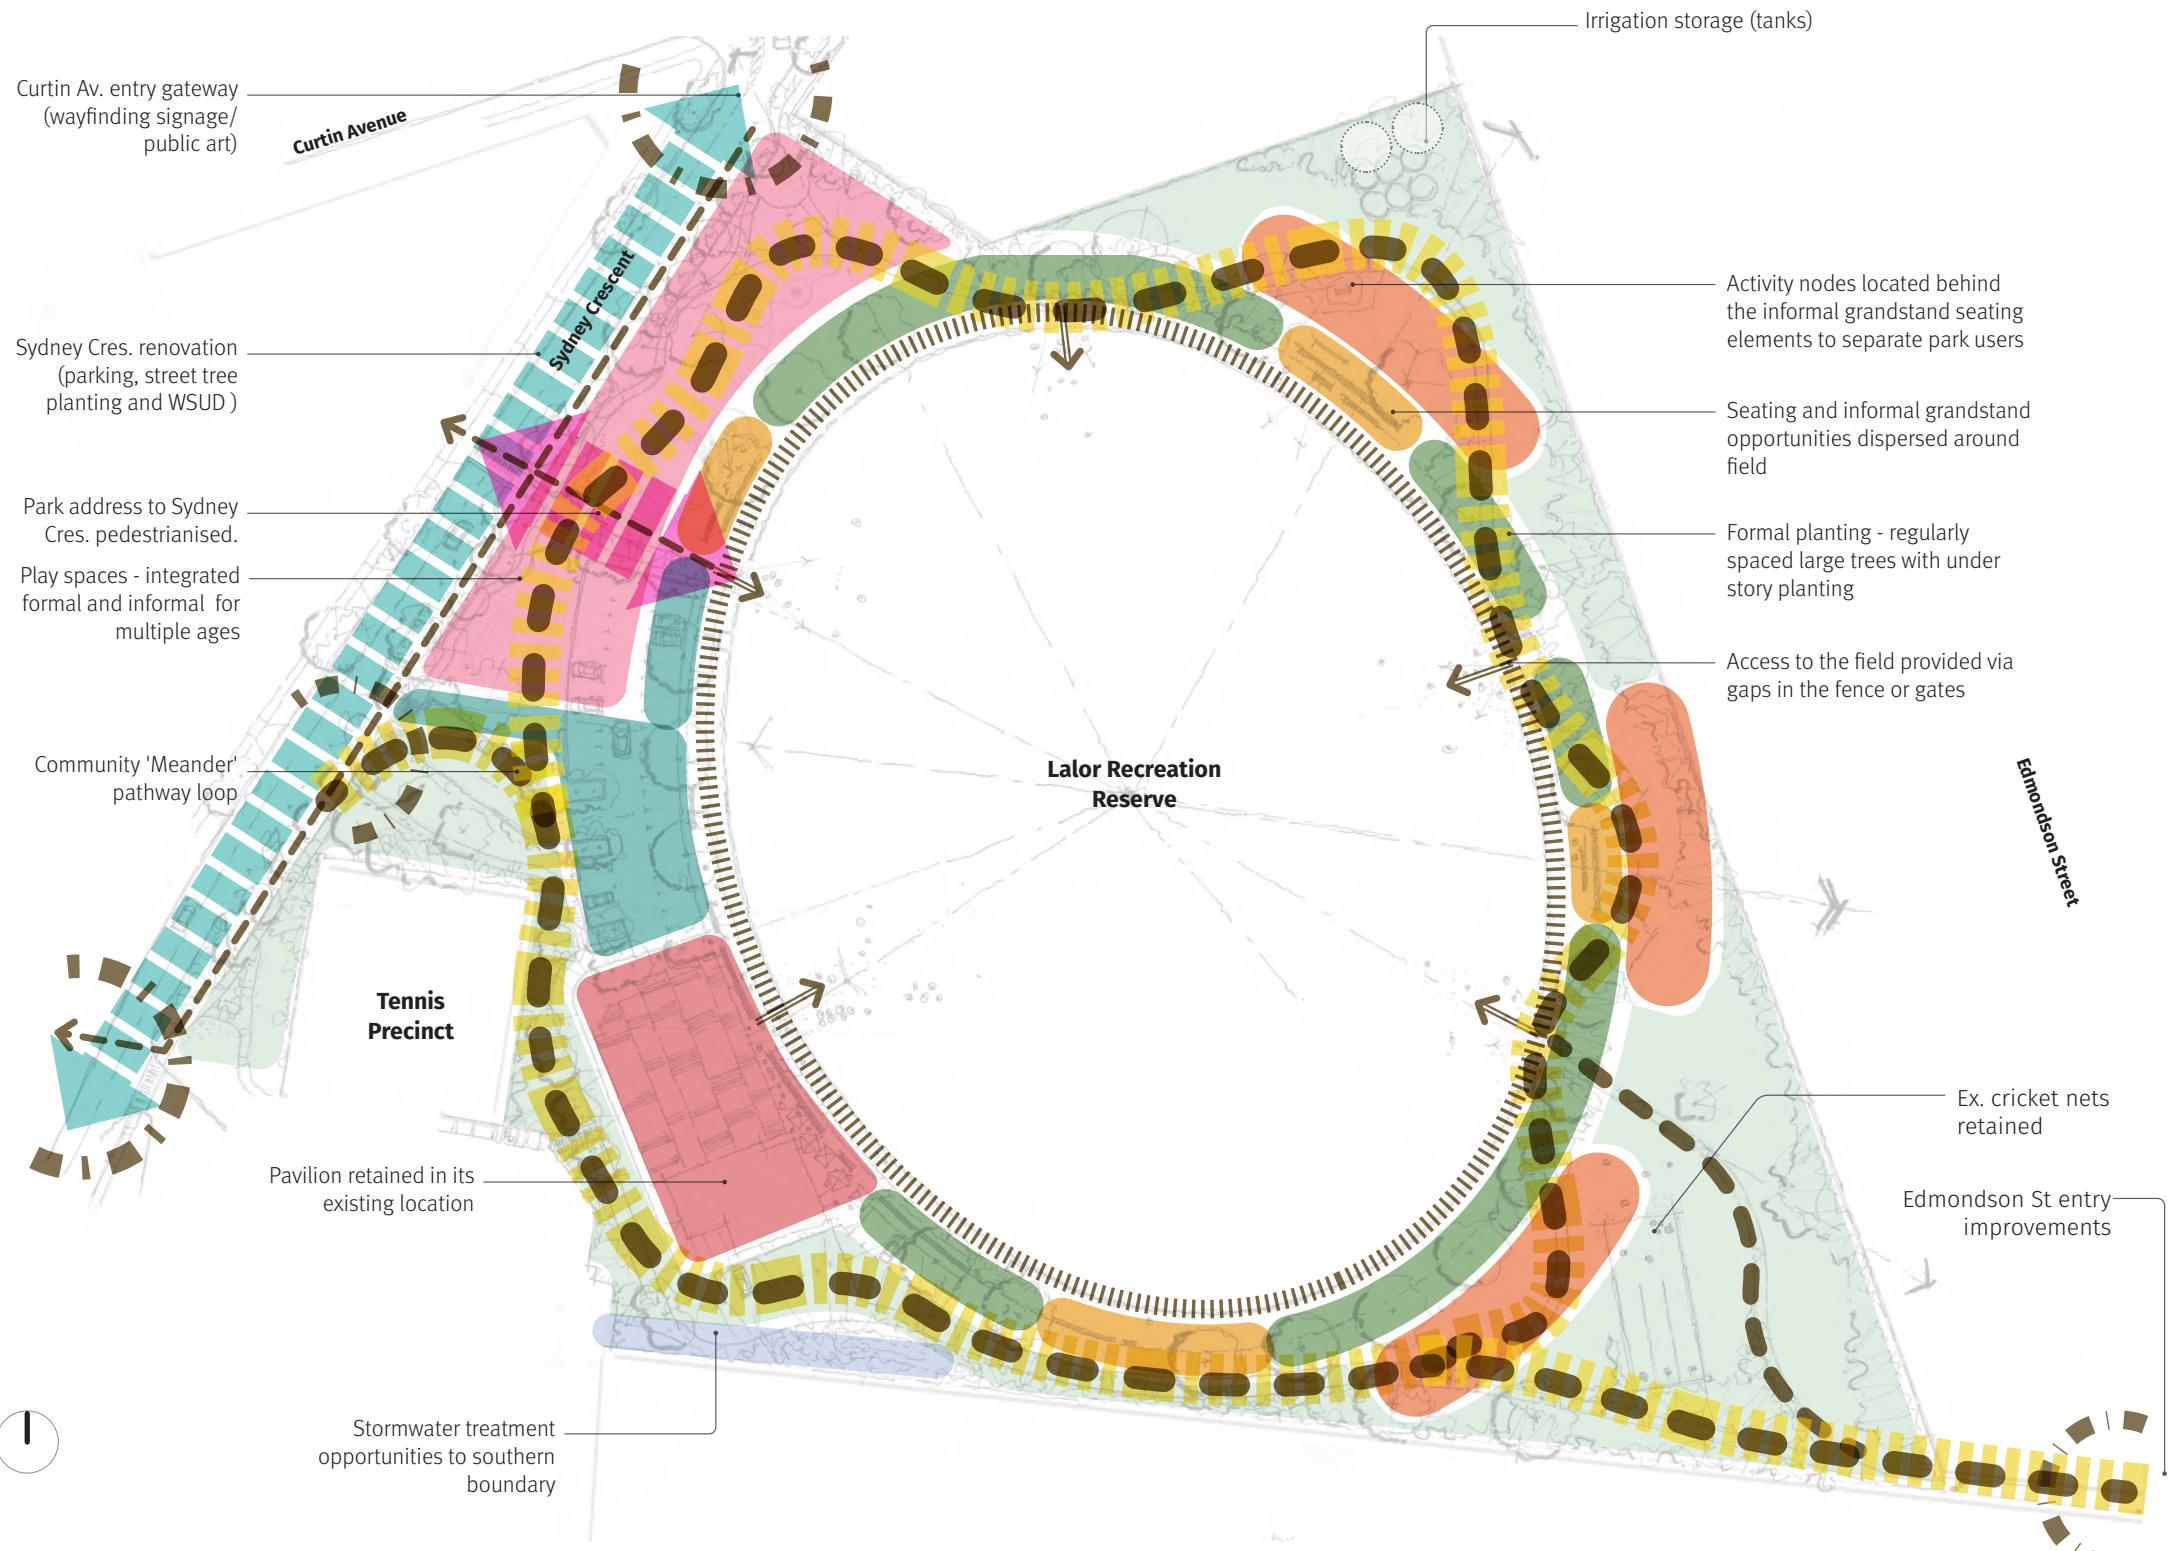 Irrigation storage (tanks)
Curtin Av. entry gateway
(wayfinding signage/
public art)
Curtin Avenue
Sydney Crescent
Sydney Cres. renovation
(parking, street tree
planting and WSUD )
Park address to Sydney
Cres. pedestrianised.
Play spaces - integrated
formal and informal for
multiple ages
Community 'Meander'
pathway loop
Activity nodes located behind
the informal grandstand seating
elements to separate park users
Seating and informal grandstand
opportunities dispersed around
field
Formal planting - regularly
spaced large trees with under
story planting
Access to the field provided via
gaps in the fence or gates
Lalor Recreation
Reserve
Edmondson Street
Tennis
Precinct
Pavilion retained in its
existing location
Ex. cricket nets
retained
Edmondson St entry
improvements
Stormwater treatment
opportunities to southern
boundary